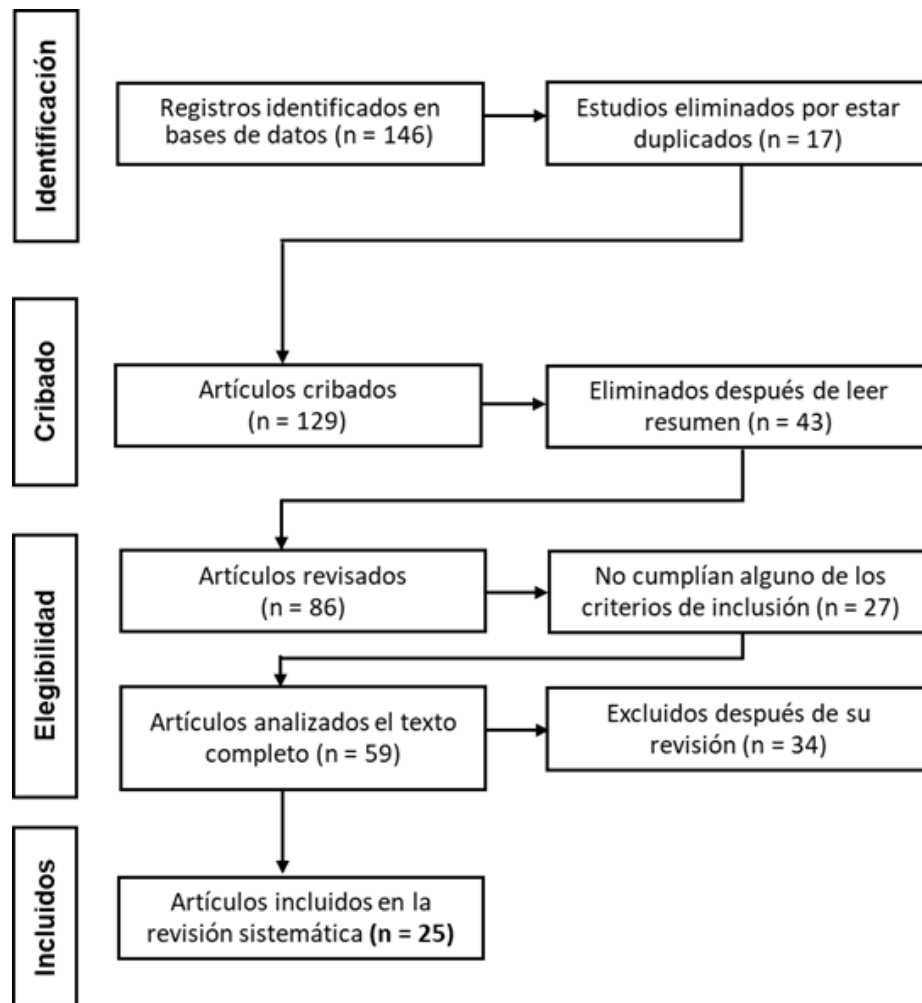 Identificación
Registros identificados en
bases de datos (n = 146)
Estudios eliminados por estar
duplicados (n = 17)
Cribado
Artículos cribados
(n = 129)
Eliminados después de leer
resumen (n = 43)
Elegibilidad
Artículos revisados
(n = 86)
No cumplían alguno de los
criterios de inclusión (n = 27)
Artículos analizados el texto
completo (n = 59)
Excluidos después de su
revisión (n = 34)
Incluidos
Artículos incluidos en la
revisión sistemática (n = 25)